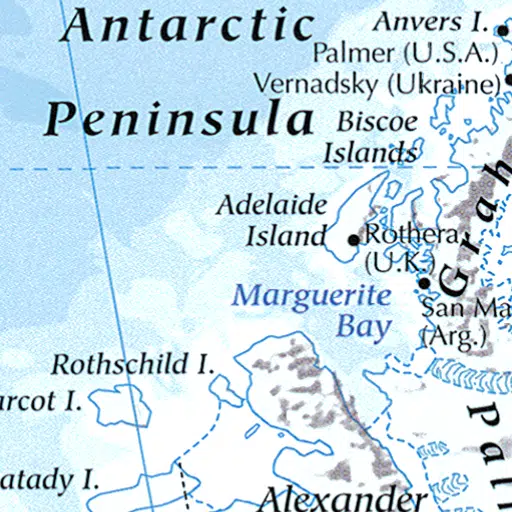 Antarctic
Peninsula
Anvers I.
Palmer (U.S.A.)
Vernadsky (Ukraine)
Biscoe
Islands
Adelaide
Island
Rothera
(U.K.)
Grah
San Ma
(Arg.)
Marguerite
Bay
Rothschild I.
arcot I.
atady I.
Alexander
Pal